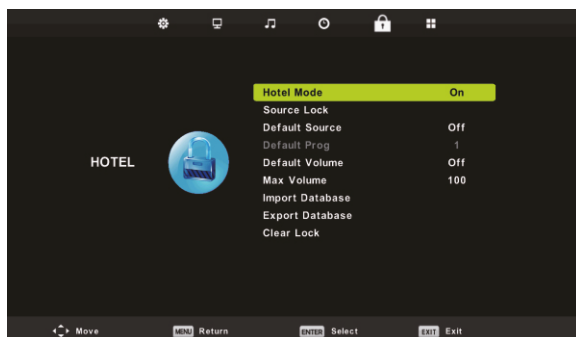 Hotel Mode On
Source Lock
Default Source Off
Default Prog 1
HOTEL
Default Volume Off
Max Volume 100
Import Database
Export Database
Clear Lock
Move MENU Return ENTER Select EXIT Exit